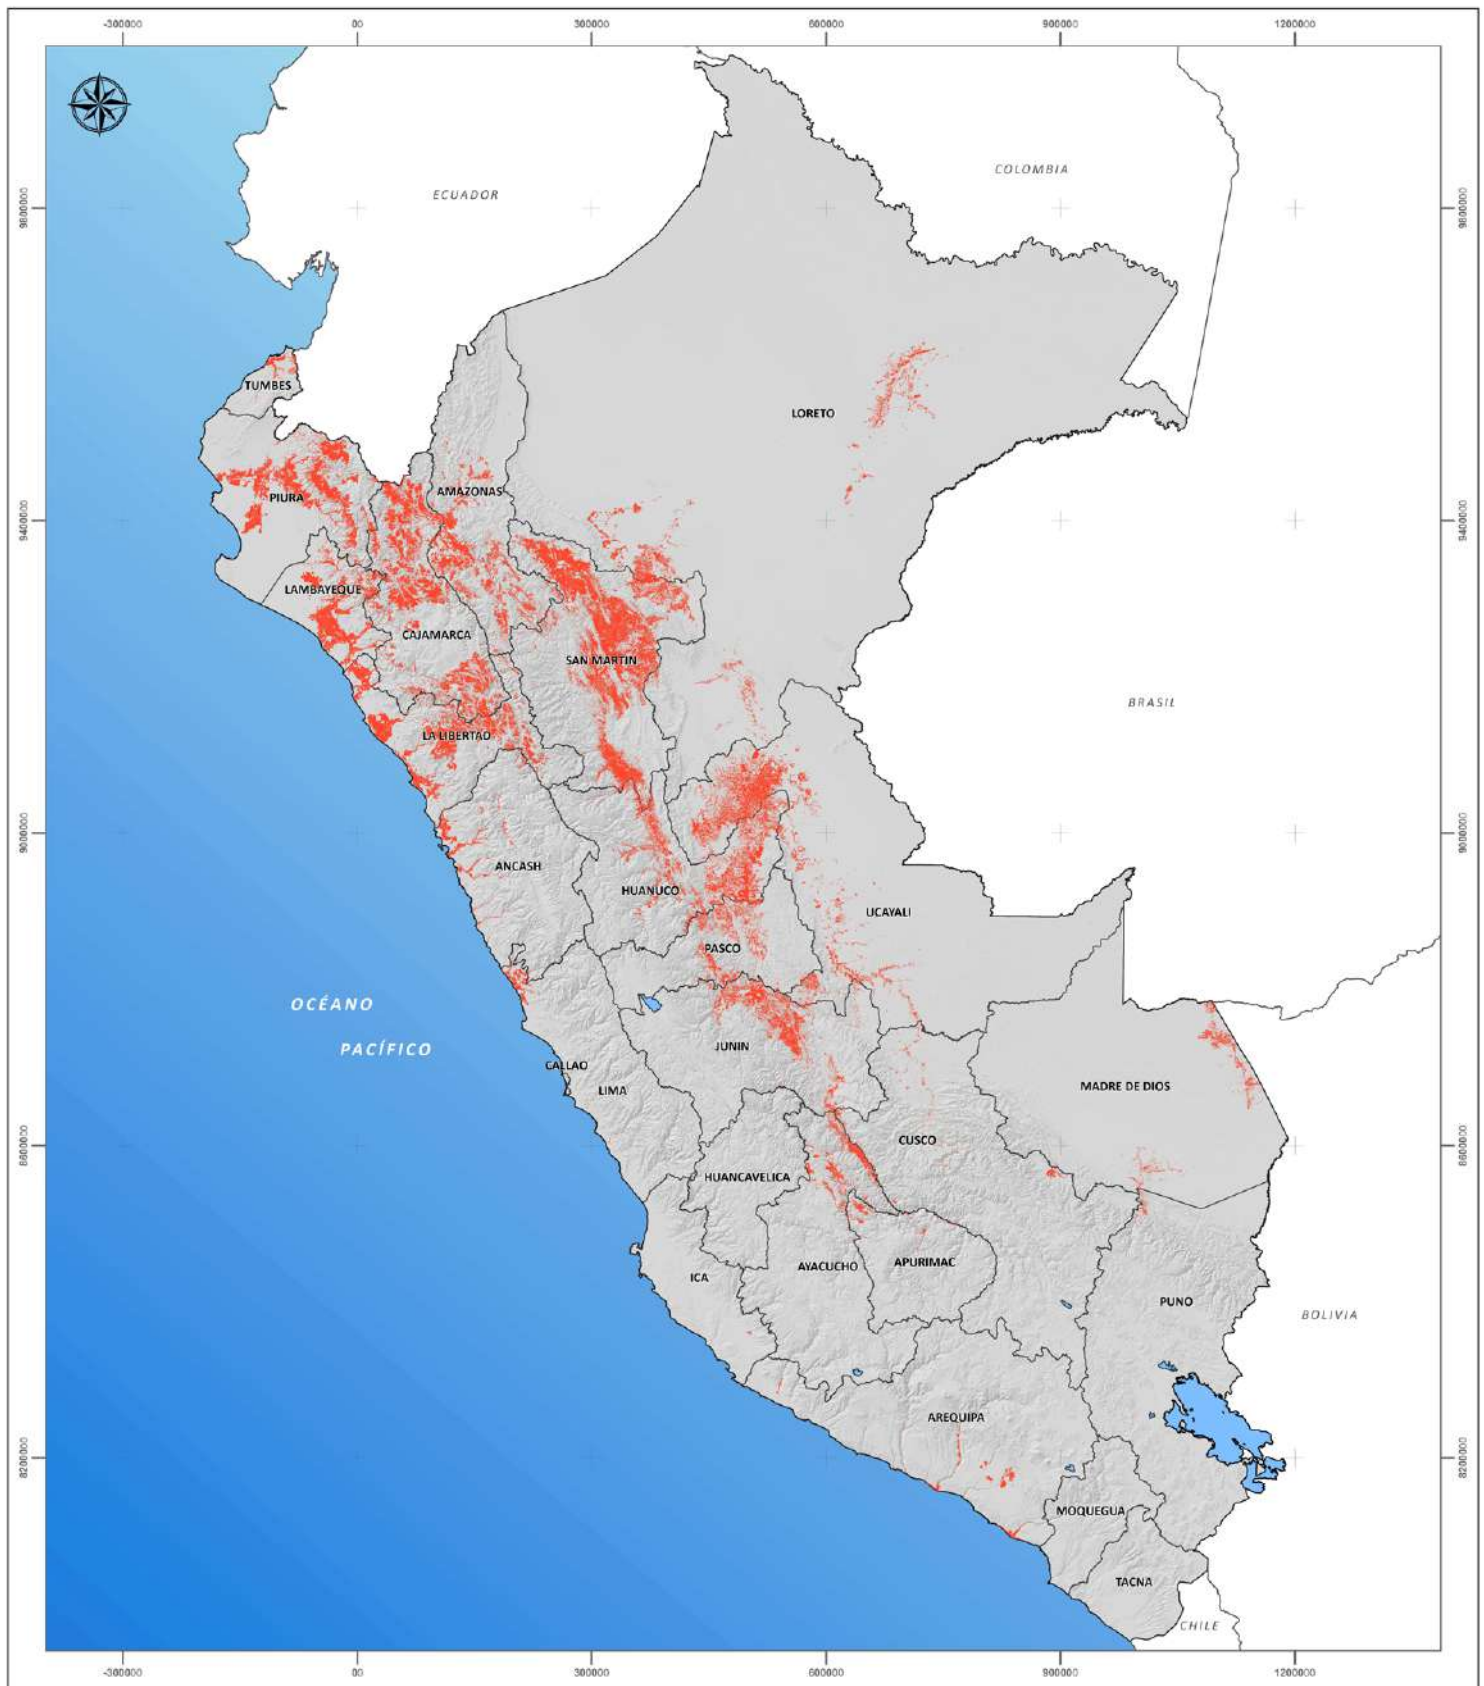 -300000 00 300000 600000 900000 1200000
ECUADOR
COLOMBIA
9800000 9800000
TUMBES
LORETO
PIURA
AMAZONAS
9400000 9400000
LAMBAYEQUE
CAJAMARCA
SAN MARTIN
BRASIL
LA LIBERTAD
9000000 9000000
ANCASH
HUANUCO
UCAYALI
PASCO
OCÉANO
PACÍFICO
JUNIN
CALLAO
LIMA
MADRE DE DIOS
CUSCO
8600000 8600000
HUANCAVELICA
AYACUCHO
APURIMAC
ICA
PUNO
BOLIVIA
AREQUIPA
8200000 8200000
MOQUEGUA
TACNA
CHILE
-300000 00 300000 600000 900000 1200000